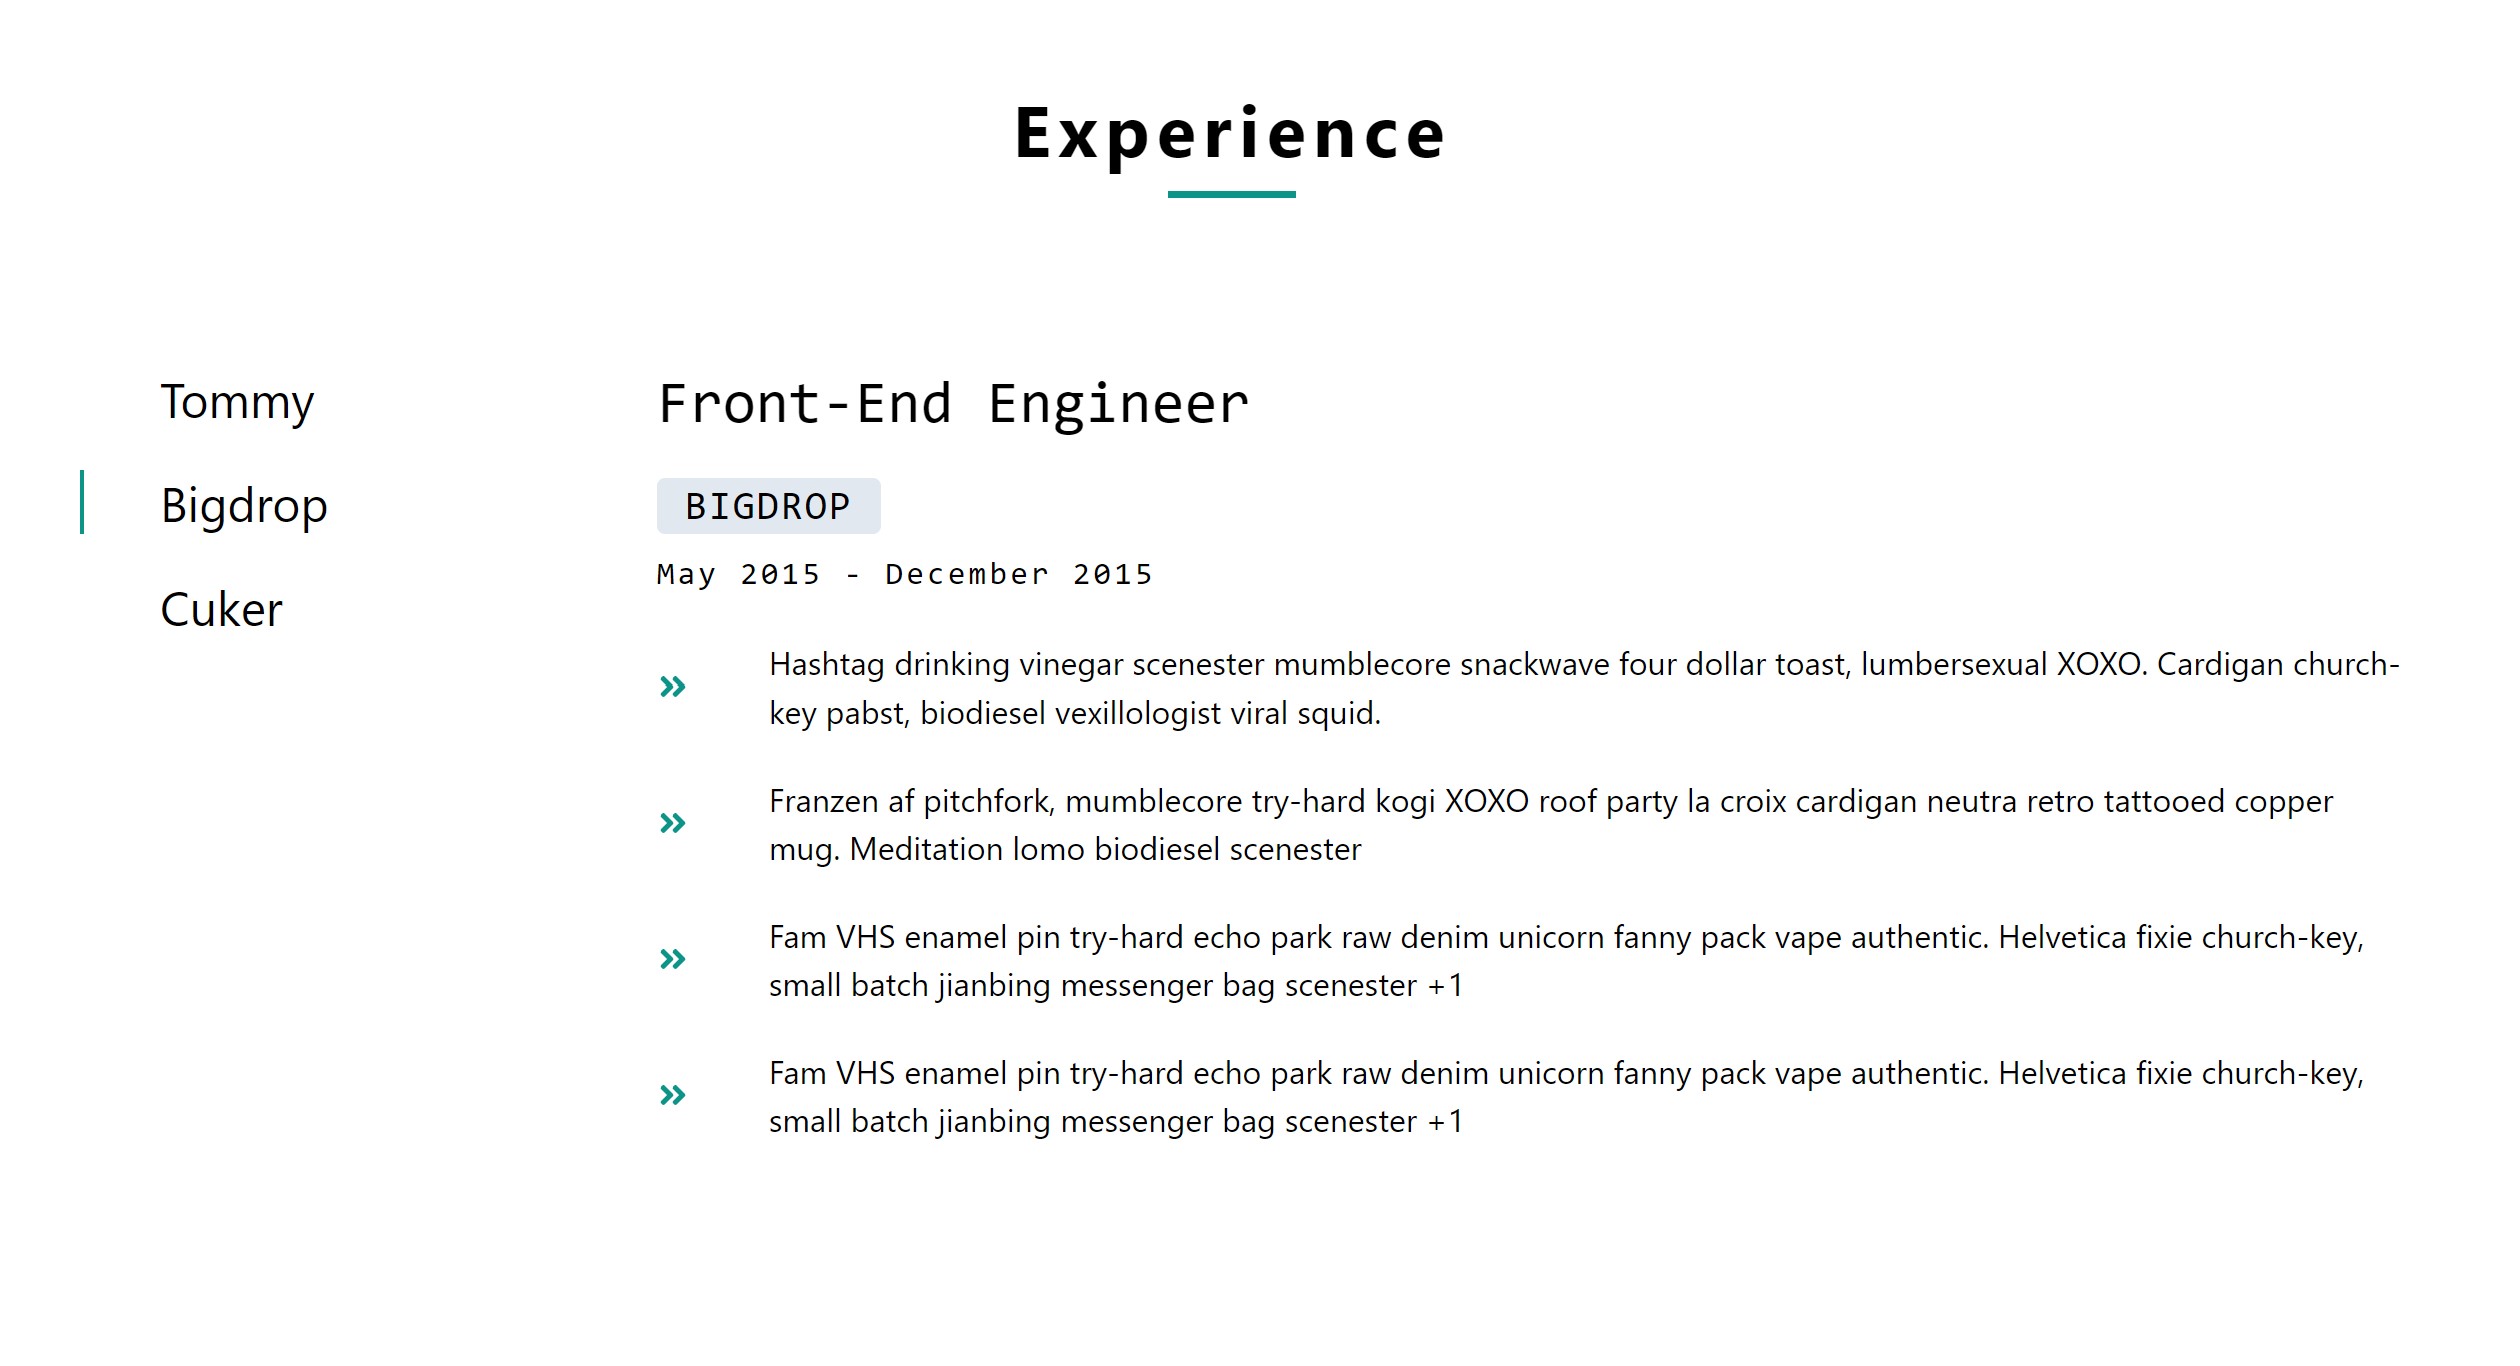 Experience
Tommy
Bigdrop
Cuker
Front-End Engineer
BIGDROP
May 2015 - December 2015
Hashtag drinking vinegar scenester mumblecore snackwave four dollar toast, lumbersexual XOXO. Cardigan church-
key pabst, biodiesel vexillologist viral squid.
Franzen af pitchfork, mumblecore try-hard kogi XOXO roof party la croix cardigan neutra retro tattooed copper
mug. Meditation lomo biodiesel scenester
Fam VHS enamel pin try-hard echo park raw denim unicorn fanny pack vape authentic. Helvetica fixie church-key,
small batch jianbing messenger bag scenester +1
Fam VHS enamel pin try-hard echo park raw denim unicorn fanny pack vape authentic. Helvetica fixie church-key,
small batch jianbing messenger bag scenester +1